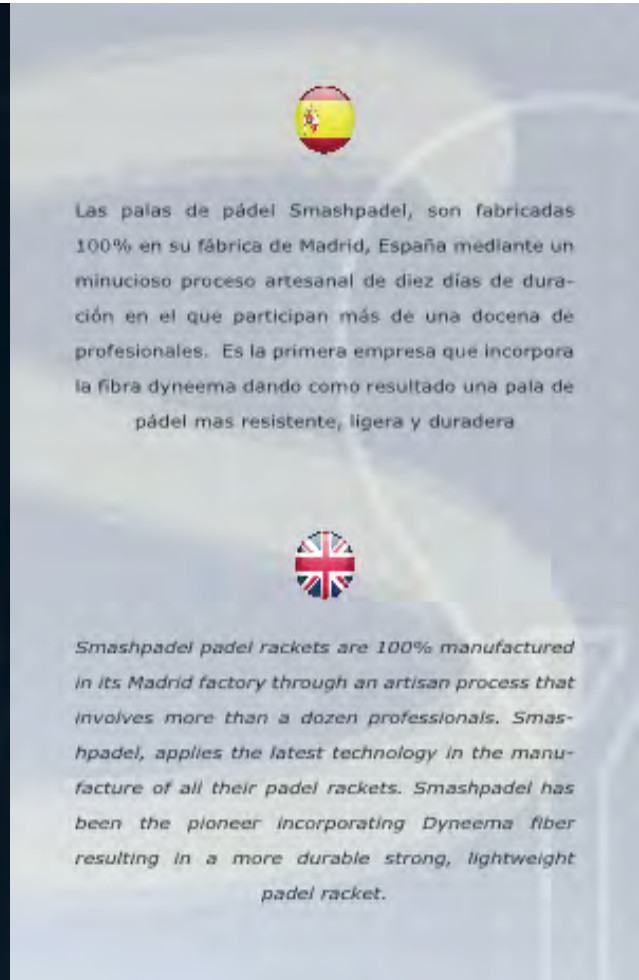 Las palas de pádel Smashpadel, son fabricadas
100% en su fábrica de Madrid, España mediante un
minucioso proceso artesanal de diez días de dura-
ción en el que participan más de una docena de
profesionales. Es la primera empresa que incorpora
la fibra dyneema dando como resultado una pala de
pádel mas resistente, ligera y duradera
Smashpadel padel rackets are 100% manufactured
in its Madrid factory through an artisan process that
involves more than a dozen professionals. Smas-
hpadel, applies the latest technology in the manu-
facture of all their padel rackets. Smashpadel has
been the pioneer incorporating Dyneema fiber
resulting in a more durable strong, lightweight
padel racket.